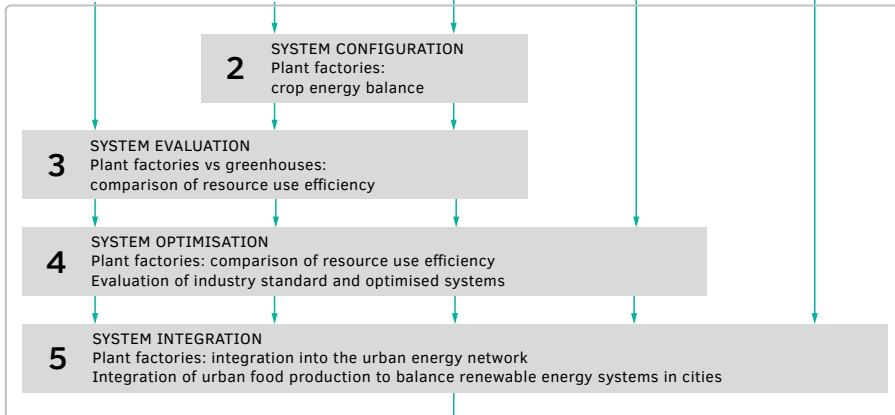 2
SYSTEM CONFIGURATION
Plant factories:
crop energy balance
3
SYSTEM EVALUATION
Plant factories vs greenhouses:
comparison of resource use efficiency
4
SYSTEM OPTIMISATION
Plant factories: comparison of resource use efficiency
Evaluation of industry standard and optimised systems
5
SYSTEM INTEGRATION
Plant factories: integration into the urban energy network
Integration of urban food production to balance renewable energy systems in cities